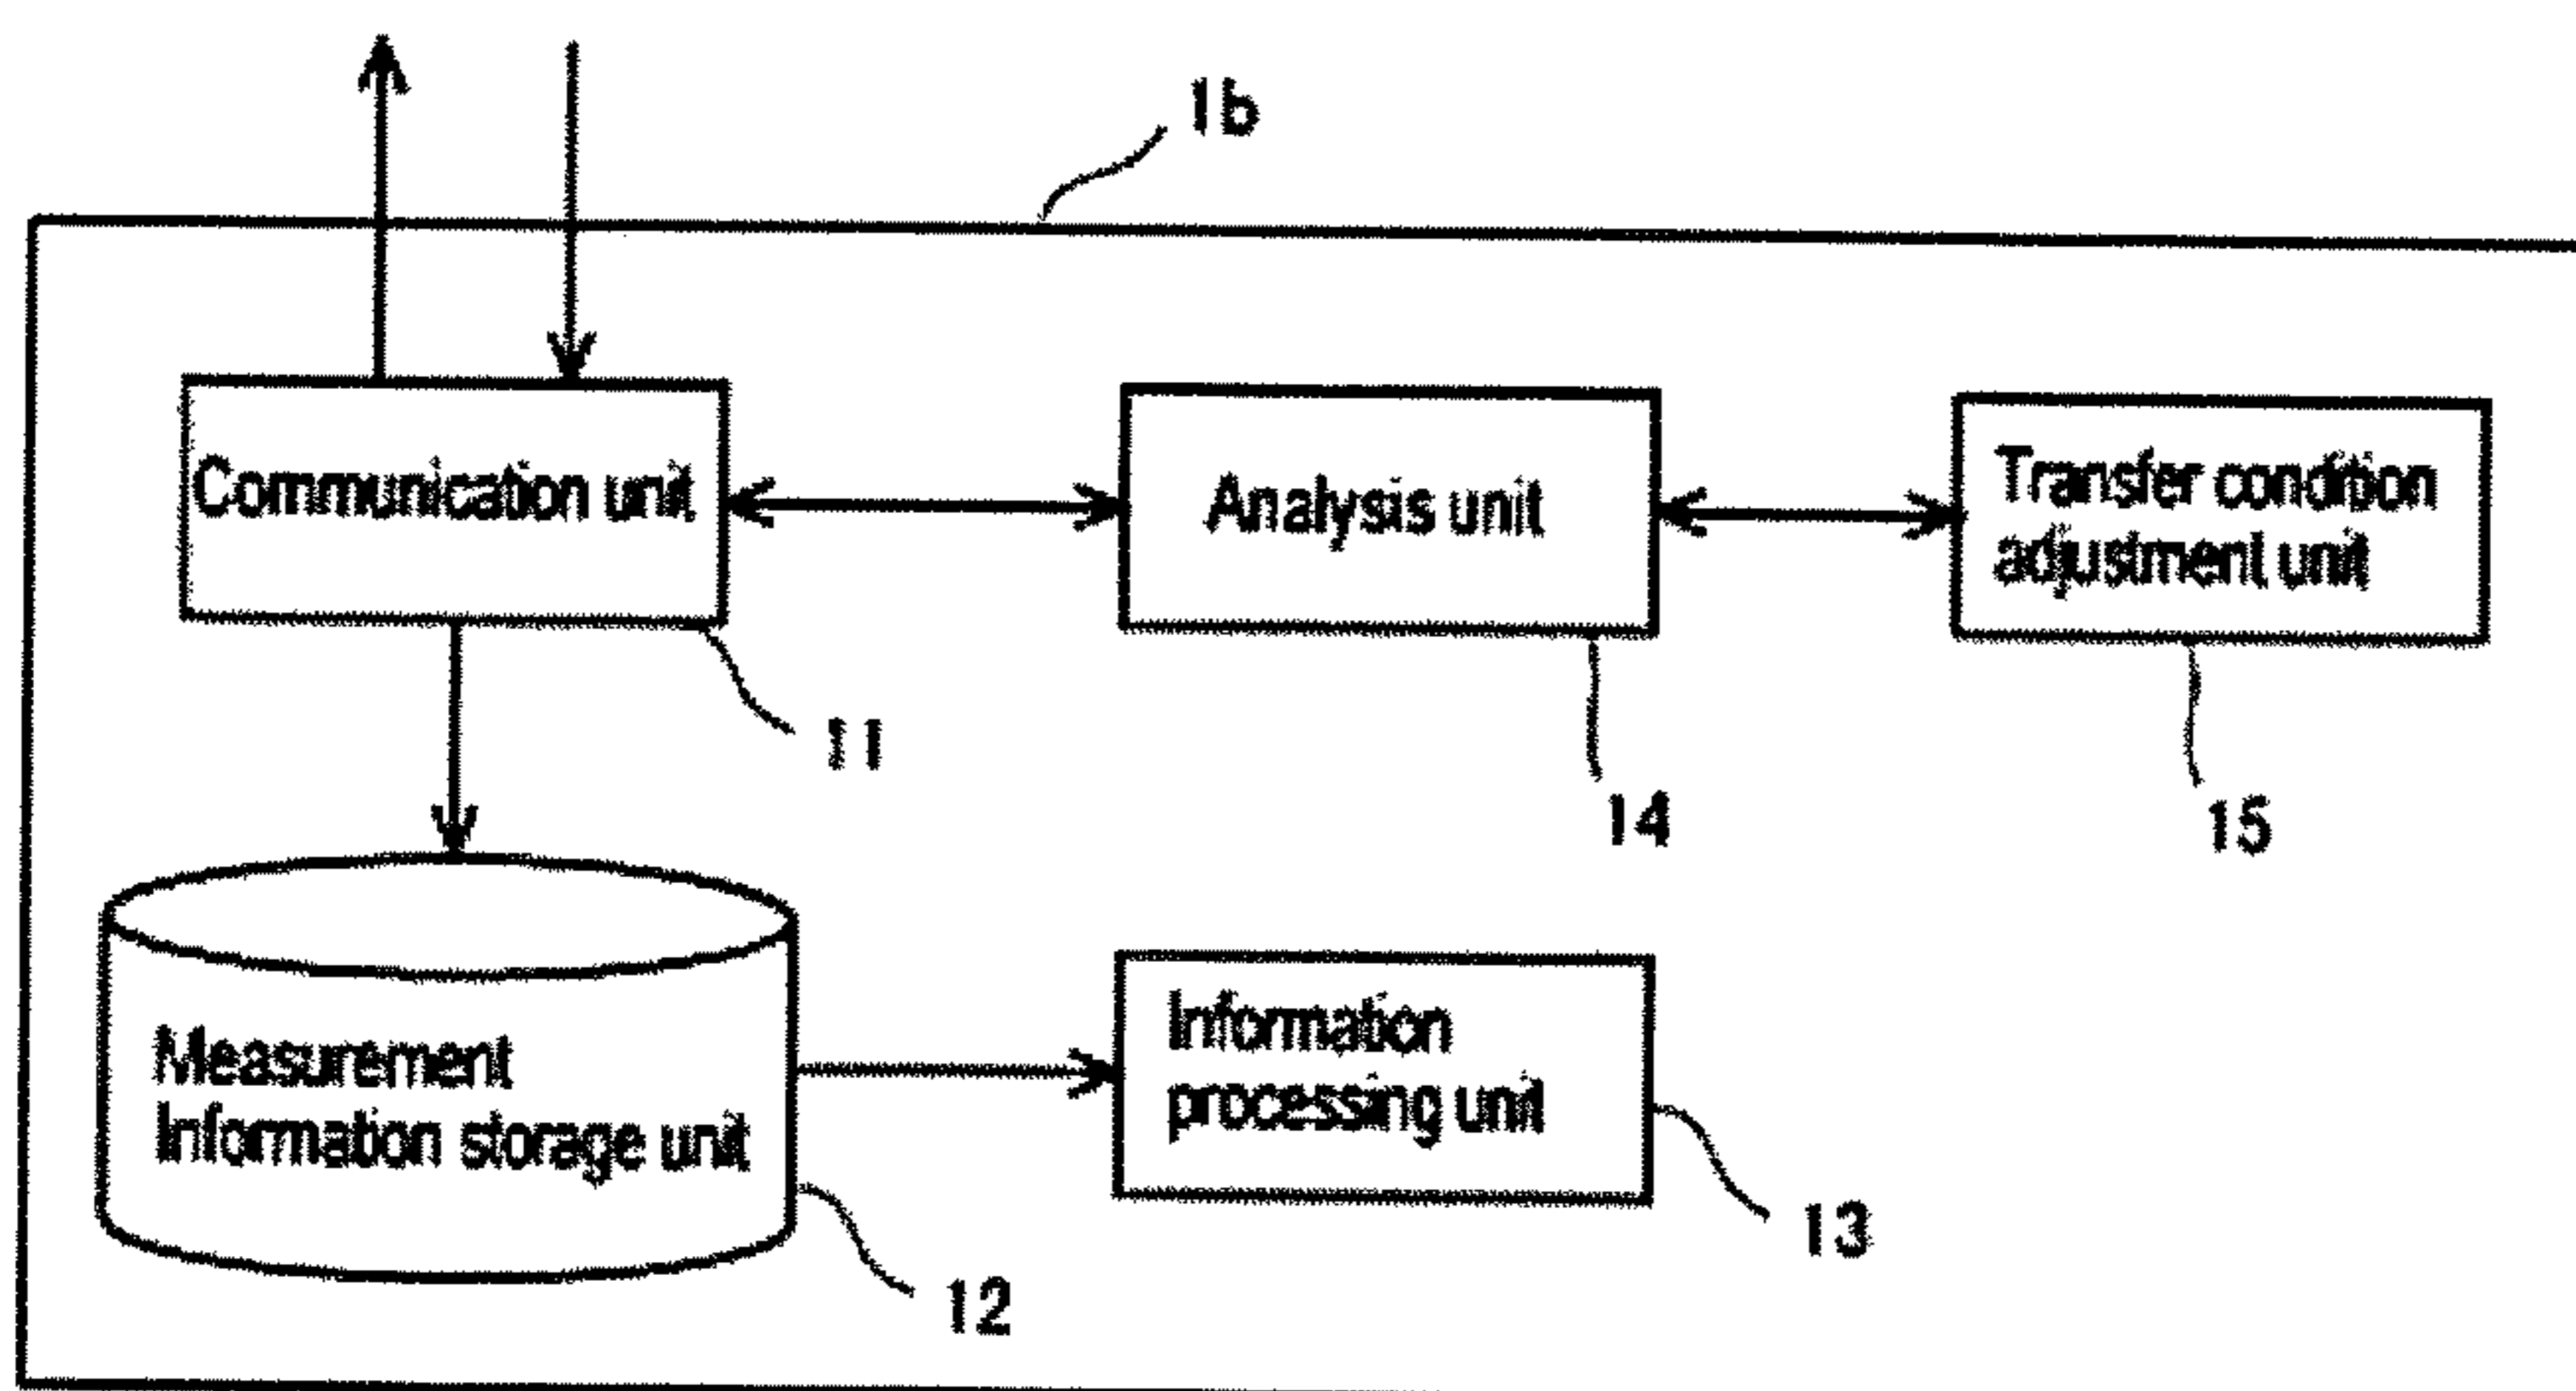 1b
Communication unit
Analysis unit
Transfer condition
adjustment unit
11
14
15
Measurement
Information storage unit
Information
processing unit
12
13